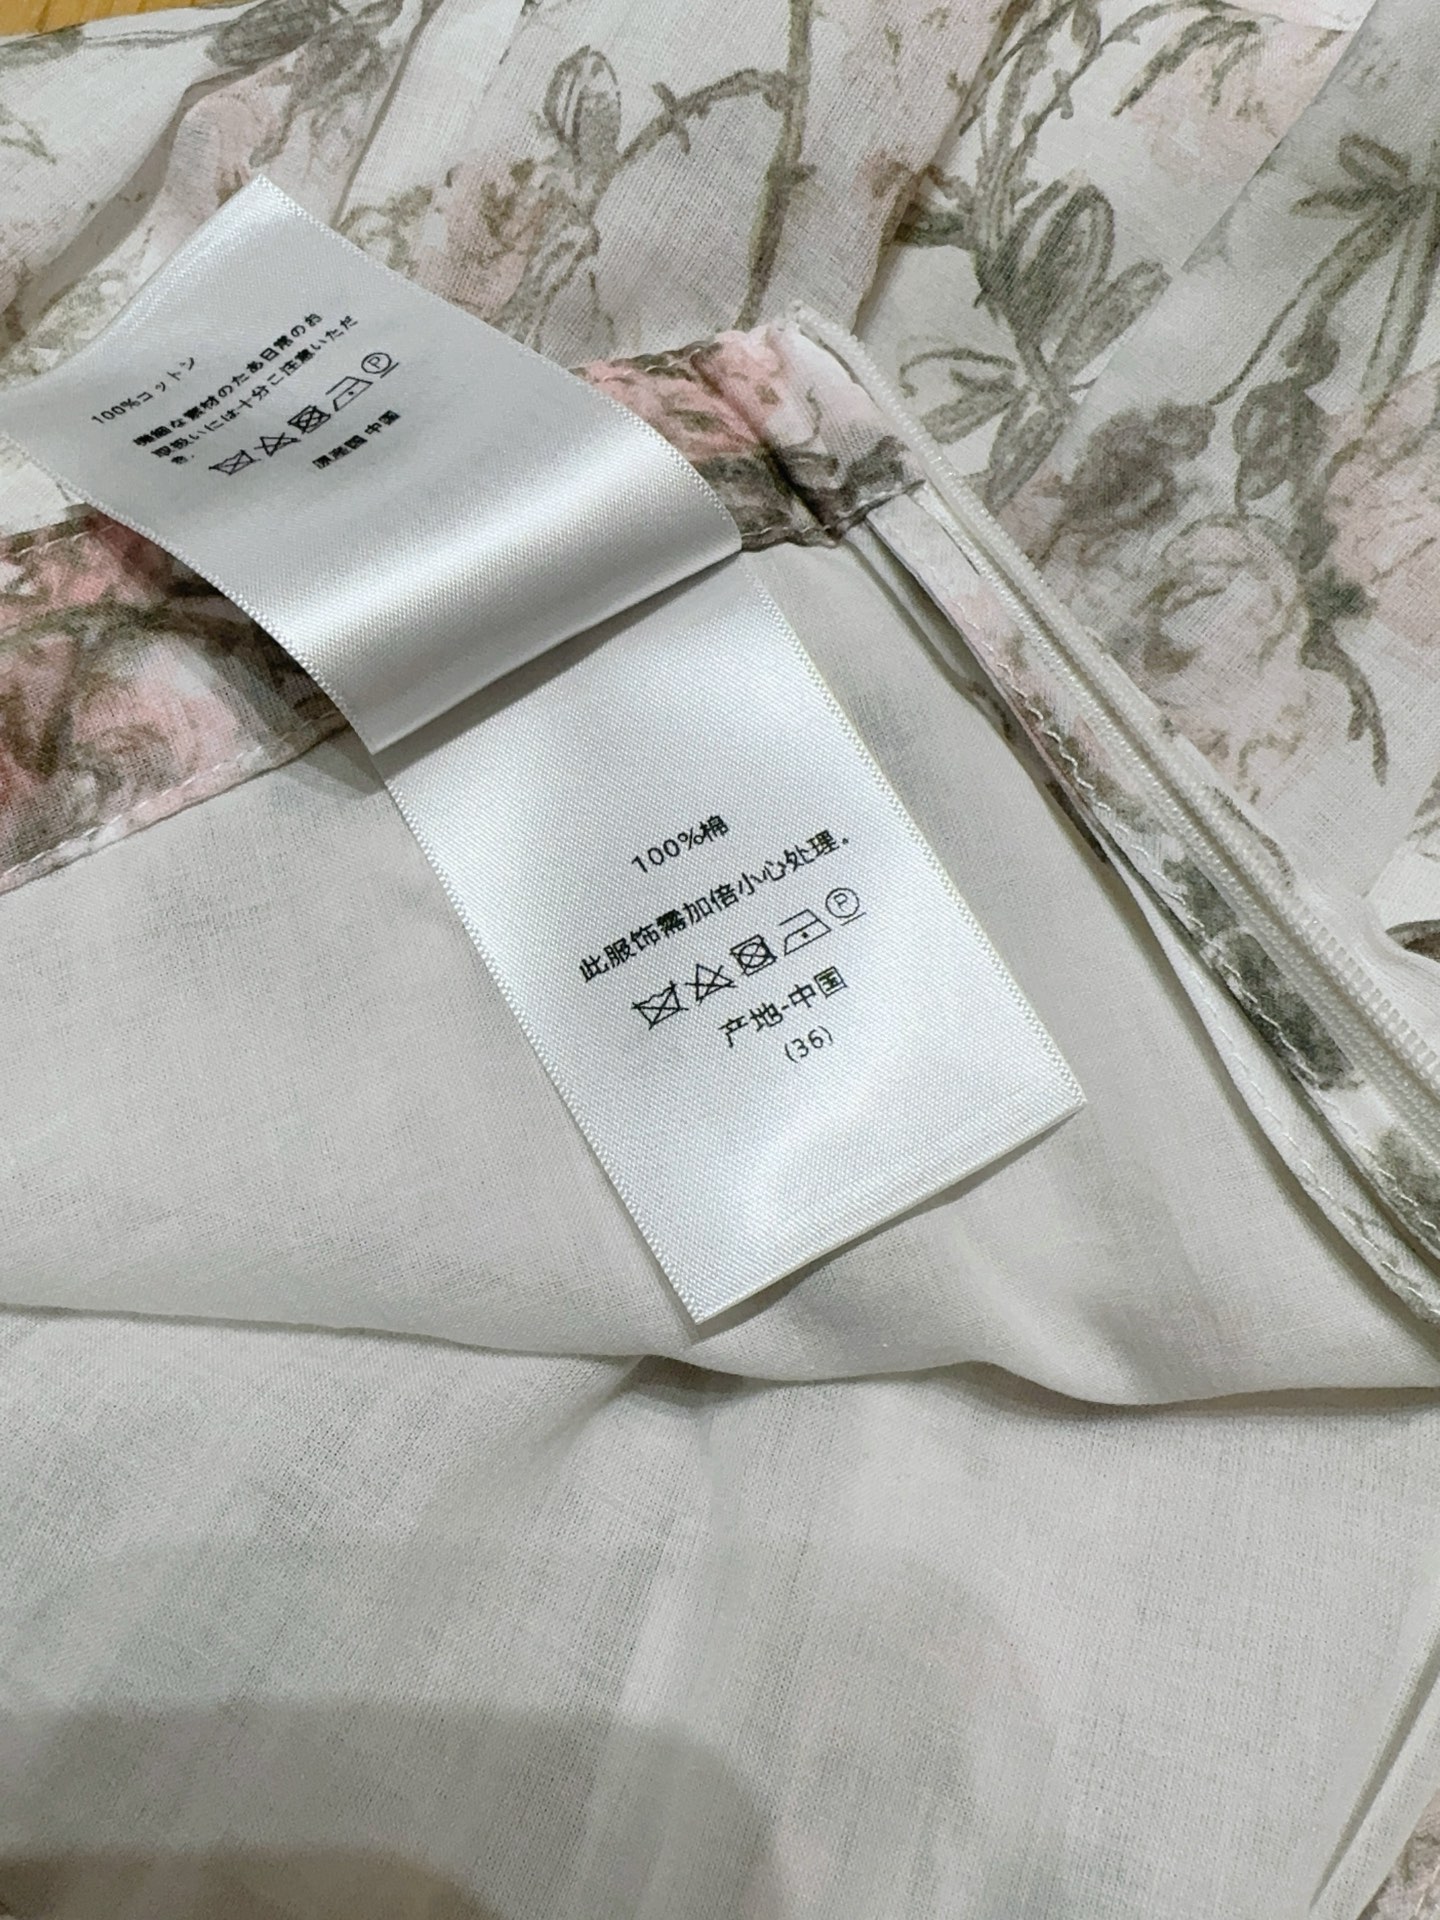 100%コットン
繊細な素材のため日常のお
取扱いには十分ご注意いただ
き.
P
原産国 中国
100%棉
此服饰需加倍小心处理。
P
产地-中国
(36)